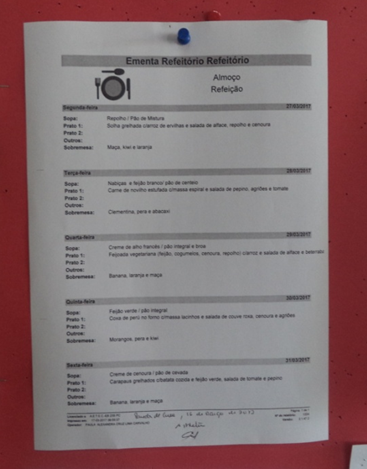 Ementa Refeitório Refeitório
Almoço
Refeição
Segunda-feira 27/03/2017
Sopa: Repolho / Pão de Mistura
Prato 1: Solha grelhada c/arroz de ervilhas e salada de alface, repolho e cenoura
Prato 2:
Outros:
Sobremesa: Maça, kiwi e laranja
Terça-feira 28/03/2017
Sopa: Nabiças e feijão branco/ pão de centeio
Prato 1: Carne de novilho estufada c/massa espiral e salada de pepino, agriões e tomate
Prato 2:
Outros:
Sobremesa: Clementina, pera e abacaxi
Quarta-feira 29/03/2017
Sopa: Creme de alho francês / pão integral e broa
Prato 1: Feijoada vegetariana (feijão, cogumelos, cenoura, repolho) c/arroz e salada de alface e beterraba
Prato 2:
Outros:
Sobremesa: Banana, laranja e maça
Quinta-feira 30/03/2017
Sopa: Feijão verde / pão integral
Prato 1: Coxa de peru no forno c/massa lacinhos e salada de couve roxa, cenoura e agriões
Prato 2:
Outros:
Sobremesa: Morangos, pera e kiwi
Sexta-feira 31/03/2017
Sopa: Creme de cenoura / pão de cevada
Prato 1: Carapaus grelhados c/batata cozida e feijão verde, salada de tomate e pepino
Prato 2:
Outros:
Sobremesa: Banana, laranja e maça